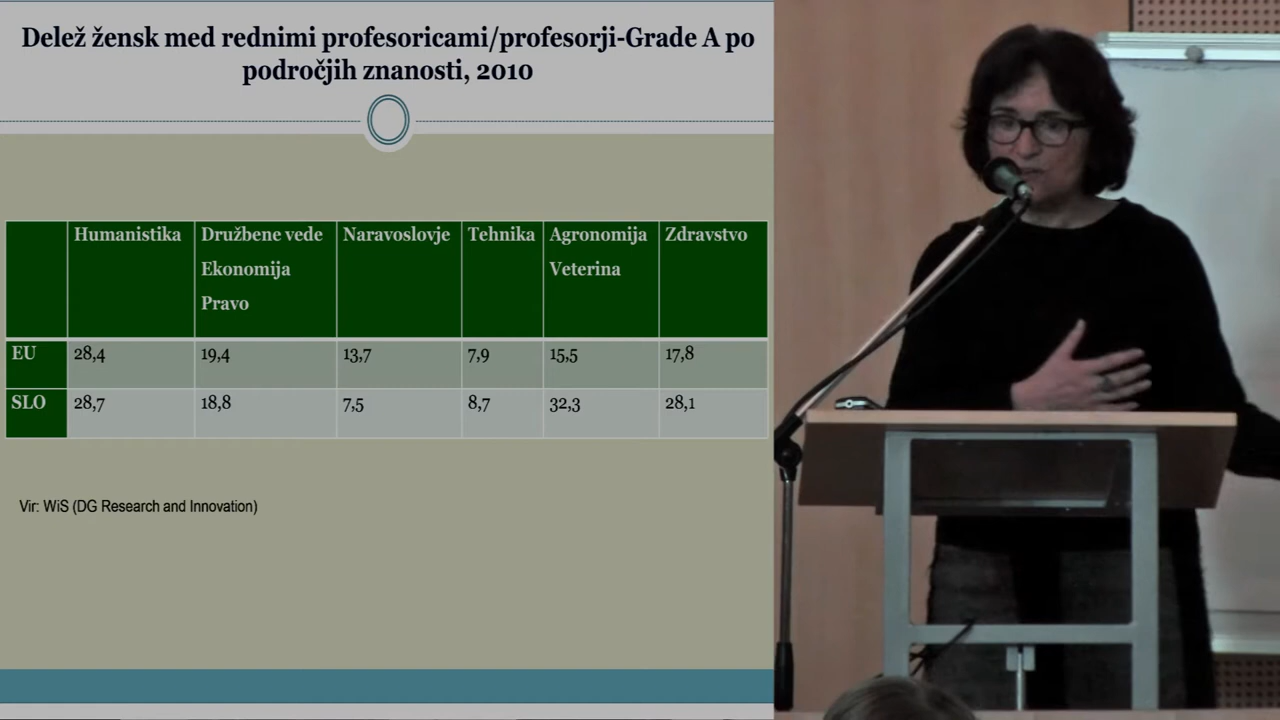 Delež žensk med rednimi profesoricami/profesorji-Grade A po
področjih znanosti, 2010
Humanistika
Družbene vede
Ekonomija
Pravo
Naravoslovje
Tehnika
Agronomija
Veterina
Zdravstvo
EU 28,4 19,4 13,7 7,9 15,5 17,8
SLO 28,7 18,8 7,5 8,7 32,3 28,1
Vir: WiS (DG Research and Innovation)